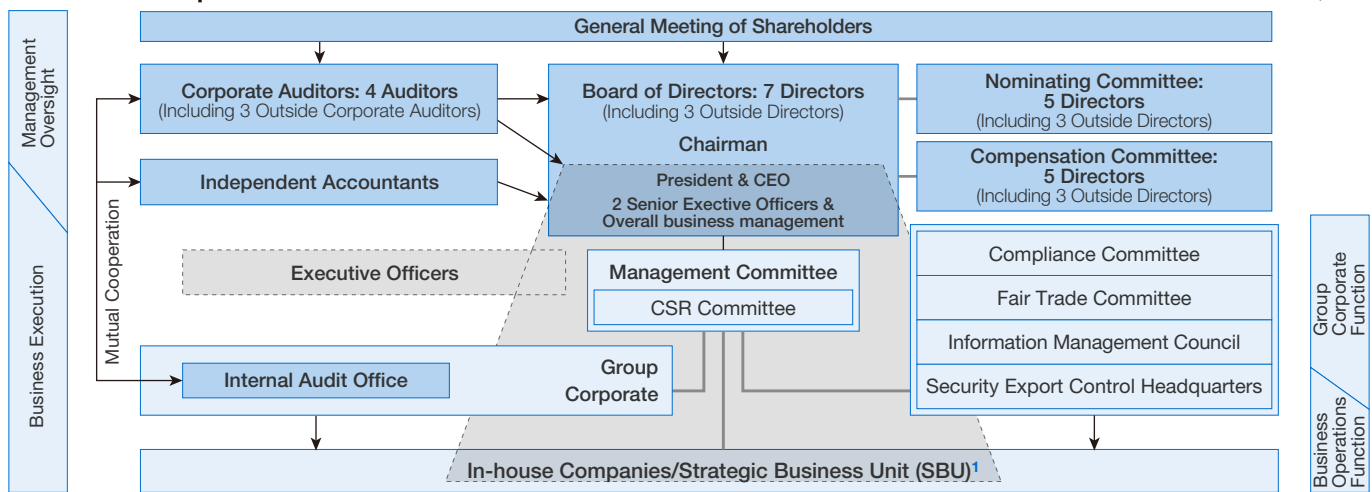 General Meeting of Shareholders
Management
Oversight
Business Execution
Mutual Cooperation
Corporate Auditors: 4 Auditors
(Including 3 Outside Corporate Auditors)
Independent Accountants
Board of Directors: 7 Directors
(Including 3 Outside Directors)
Chairman
President & CEO
2 Senior Exective Officers &
Overall business management
Nominating Committee:
5 Directors
(Including 3 Outside Directors)
Compensation Committee:
5 Directors
(Including 3 Outside Directors)
Executive Officers
Management Committee
CSR Committee
Compliance Committee
Fair Trade Committee
Information Management Council
Security Export Control Headquarters
Internal Audit Office
Group
Corporate
In-house Companies/Strategic Business Unit (SBU)1
Group
Corporate
Function
Business
Operations
Function